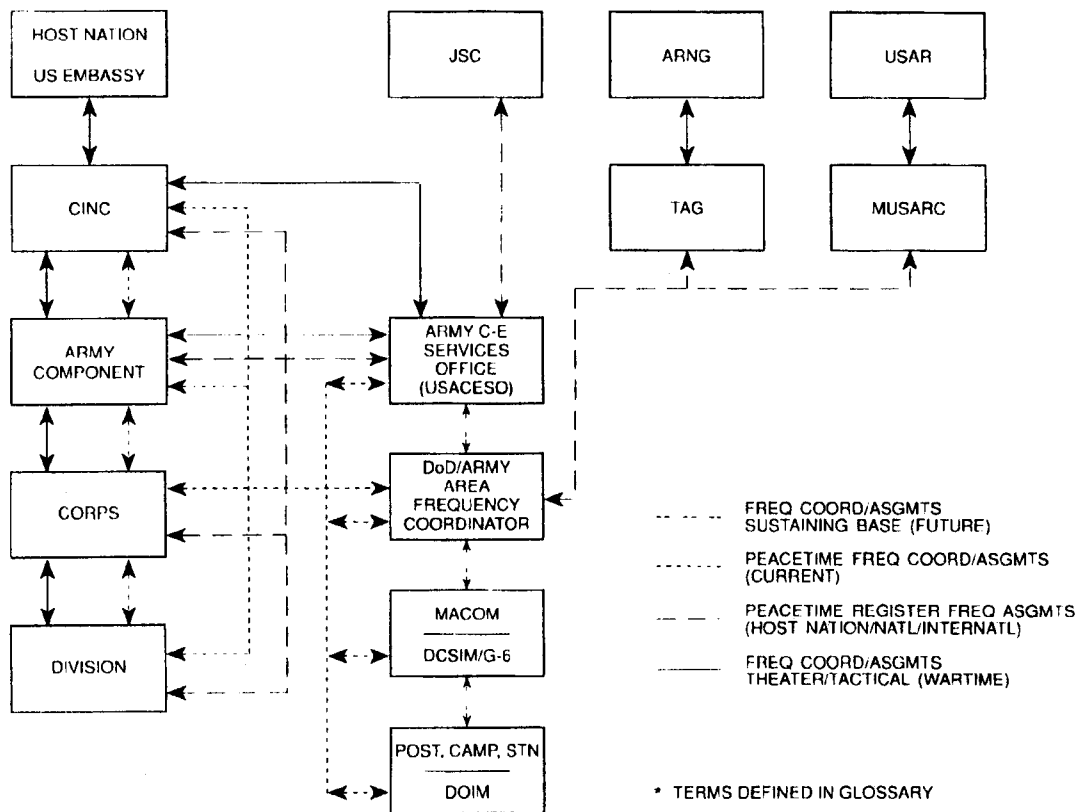 HOST NATION
US EMBASSY
JSC
ARNG
USAR
CINC
TAG
MUSARC
ARMY
COMPONENT
ARMY C-E
SERVICES
OFFICE
(USACESO)
CORPS
DoD/ARMY
AREA
FREQUENCY
COORDINATOR
DIVISION
MACOM
DCSIM/G-6
POST, CAMP, STN
DOIM
FREQ COORD/ASGMTS
SUSTAINING BASE (FUTURE)
PEACETIME FREQ COORD/ASGMTS
(CURRENT)
PEACETIME REGISTER FREQ ASGMTS
(HOST NATION/NATL/INTERNATL)
FREQ COORD/ASGMTS
THEATER/TACTICAL (WARTIME)
* TERMS DEFINED IN GLOSSARY